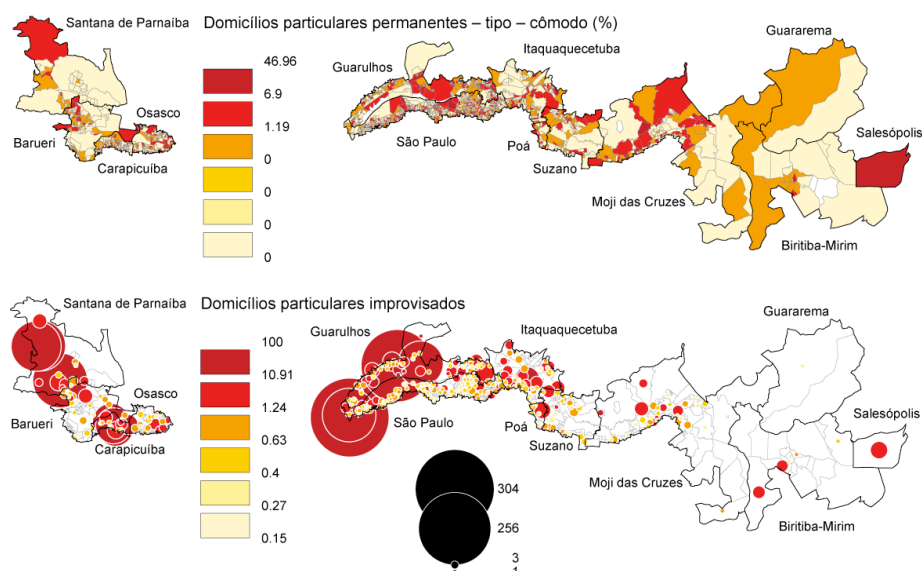 Santana de Parnaíba
Domicílios particulares permanentes – tipo – cômodo (%)
Guararema
Itaquaquecetuba
46.96
Guarulhos
6.9
Osasco
1.19
Salesópolis
Barueri
São Paulo
0
Poá
Carapicuíba
Suzano
0
Moji das Cruzes
0
0
Biritiba-Mirim
Santana de Parnaíba
Domicílios particulares improvisados
Guararema
Guarulhos
Itaquaquecetuba
100
10.91
Osasco
Salesópolis
1.24
Barueri
São Paulo
Poá
0.63
Carapicuíba
Suzano
0.4
Moji das Cruzes
304
0.27
Biritiba-Mirim
256
0.15
3
1